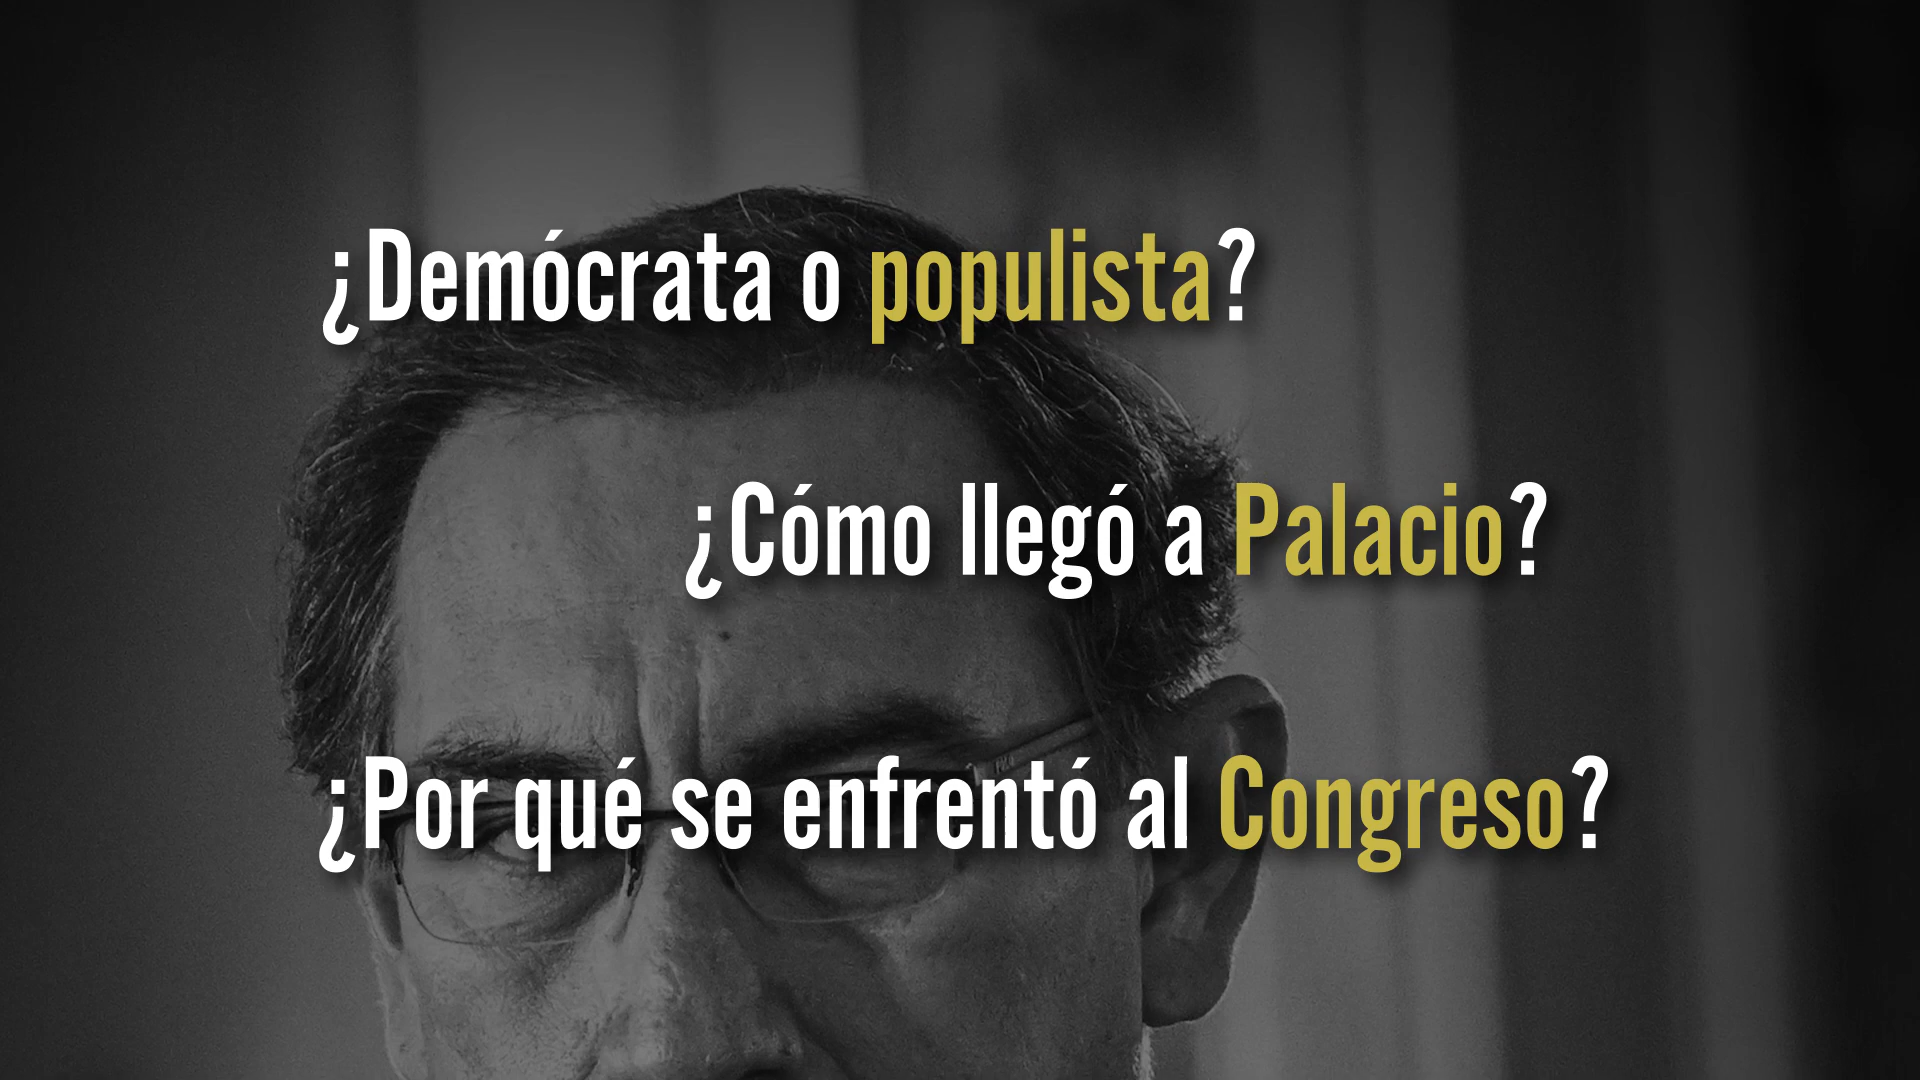 ¿Demócrata o populista?
¿Cómo llegó a Palacio?
¿Por qué se enfrentó al Congreso?